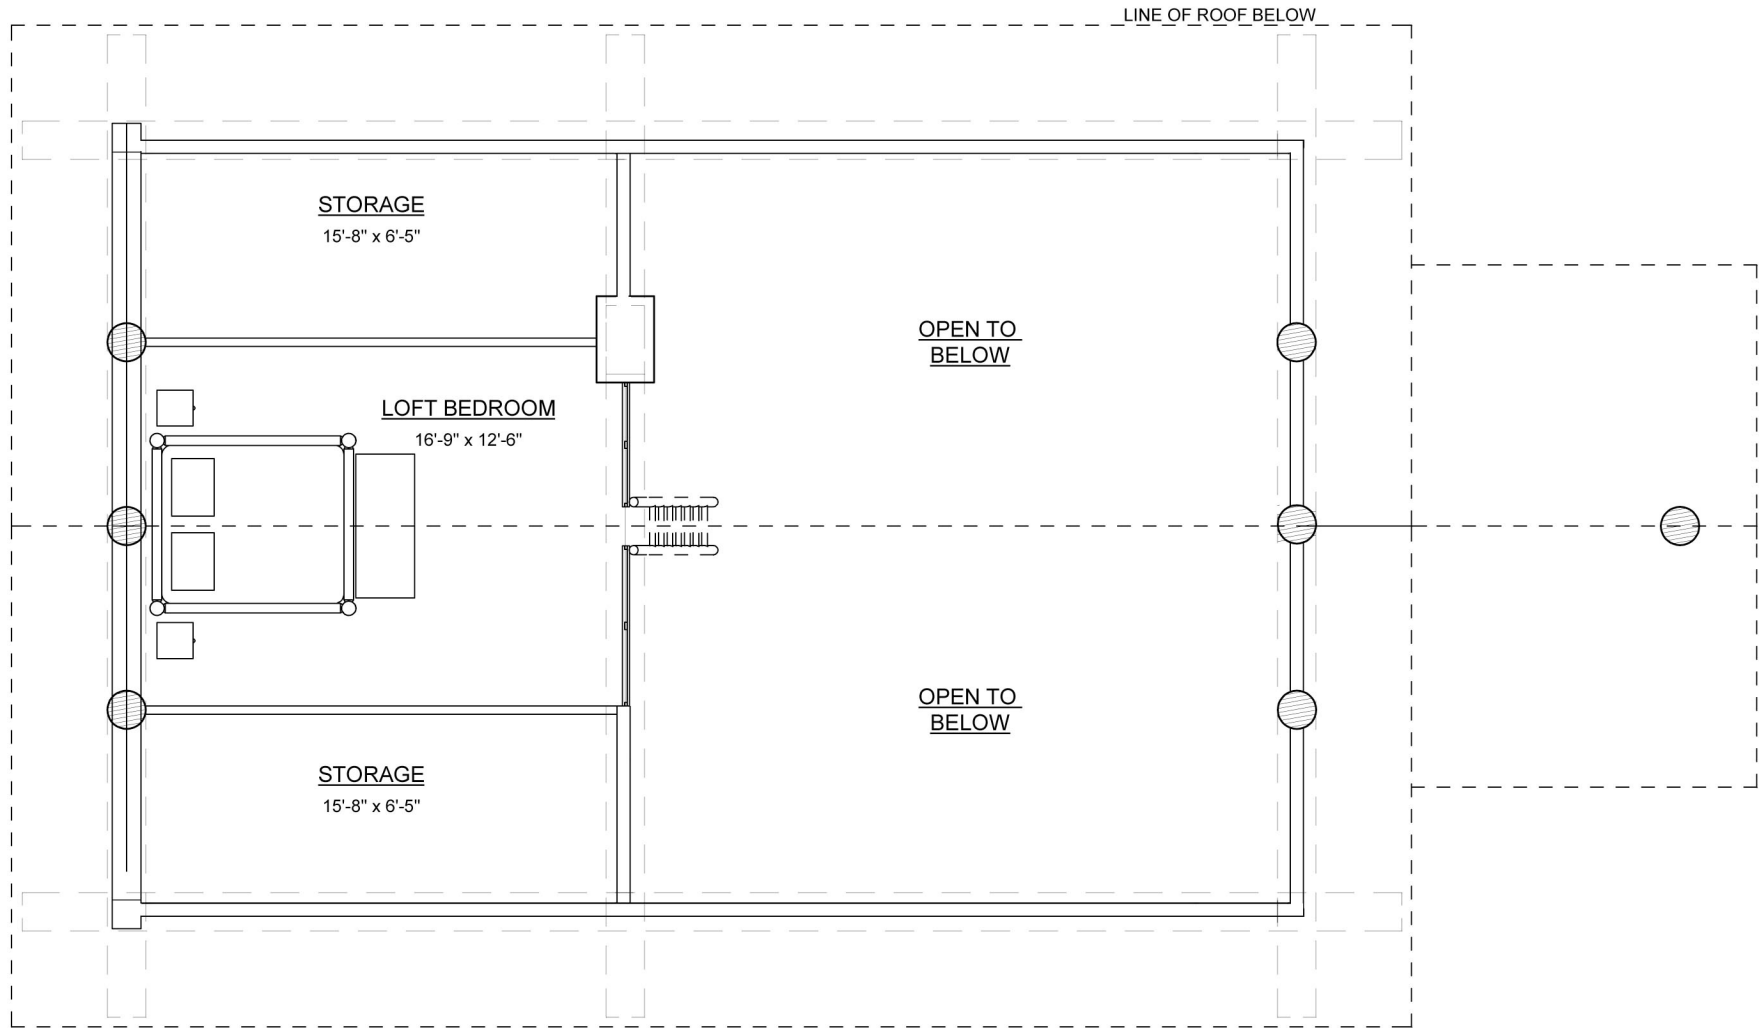 LINE OF ROOF BELOW
STORAGE
15'-8" x 6'-5"
OPEN TO
BELOW
LOFT BEDROOM
16'-9" x 12'-6"
OPEN TO
BELOW
STORAGE
15'-8" x 6'-5"